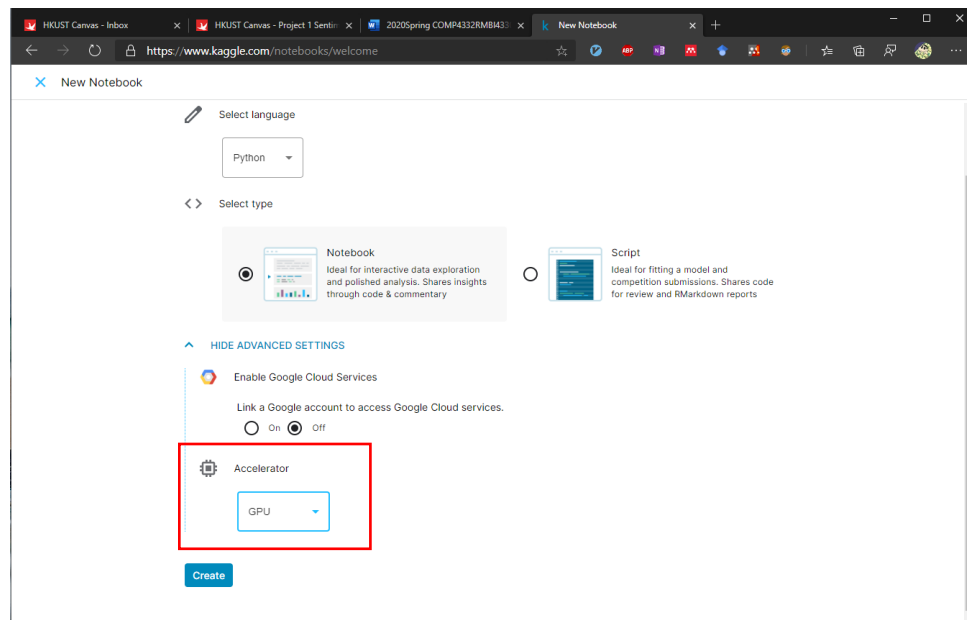 HKUST Canvas - Inbox
HKUST Canvas - Project 1 Sentin
2020Spring COMP4332RMBI433
New Notebook
https://www.kaggle.com/notebooks/welcome
ABP
New Notebook
Select language
Python
Select type
Notebook
Ideal for interactive data exploration
and polished analysis. Shares insights
through code & commentary
Script
Ideal for fitting a model and
competition submissions. Shares code
for review and RMarkdown reports
HIDE ADVANCED SETTINGS
Enable Google Cloud Services
Link a Google account to access Google Cloud services.
On Off
Accelerator
GPU
Create